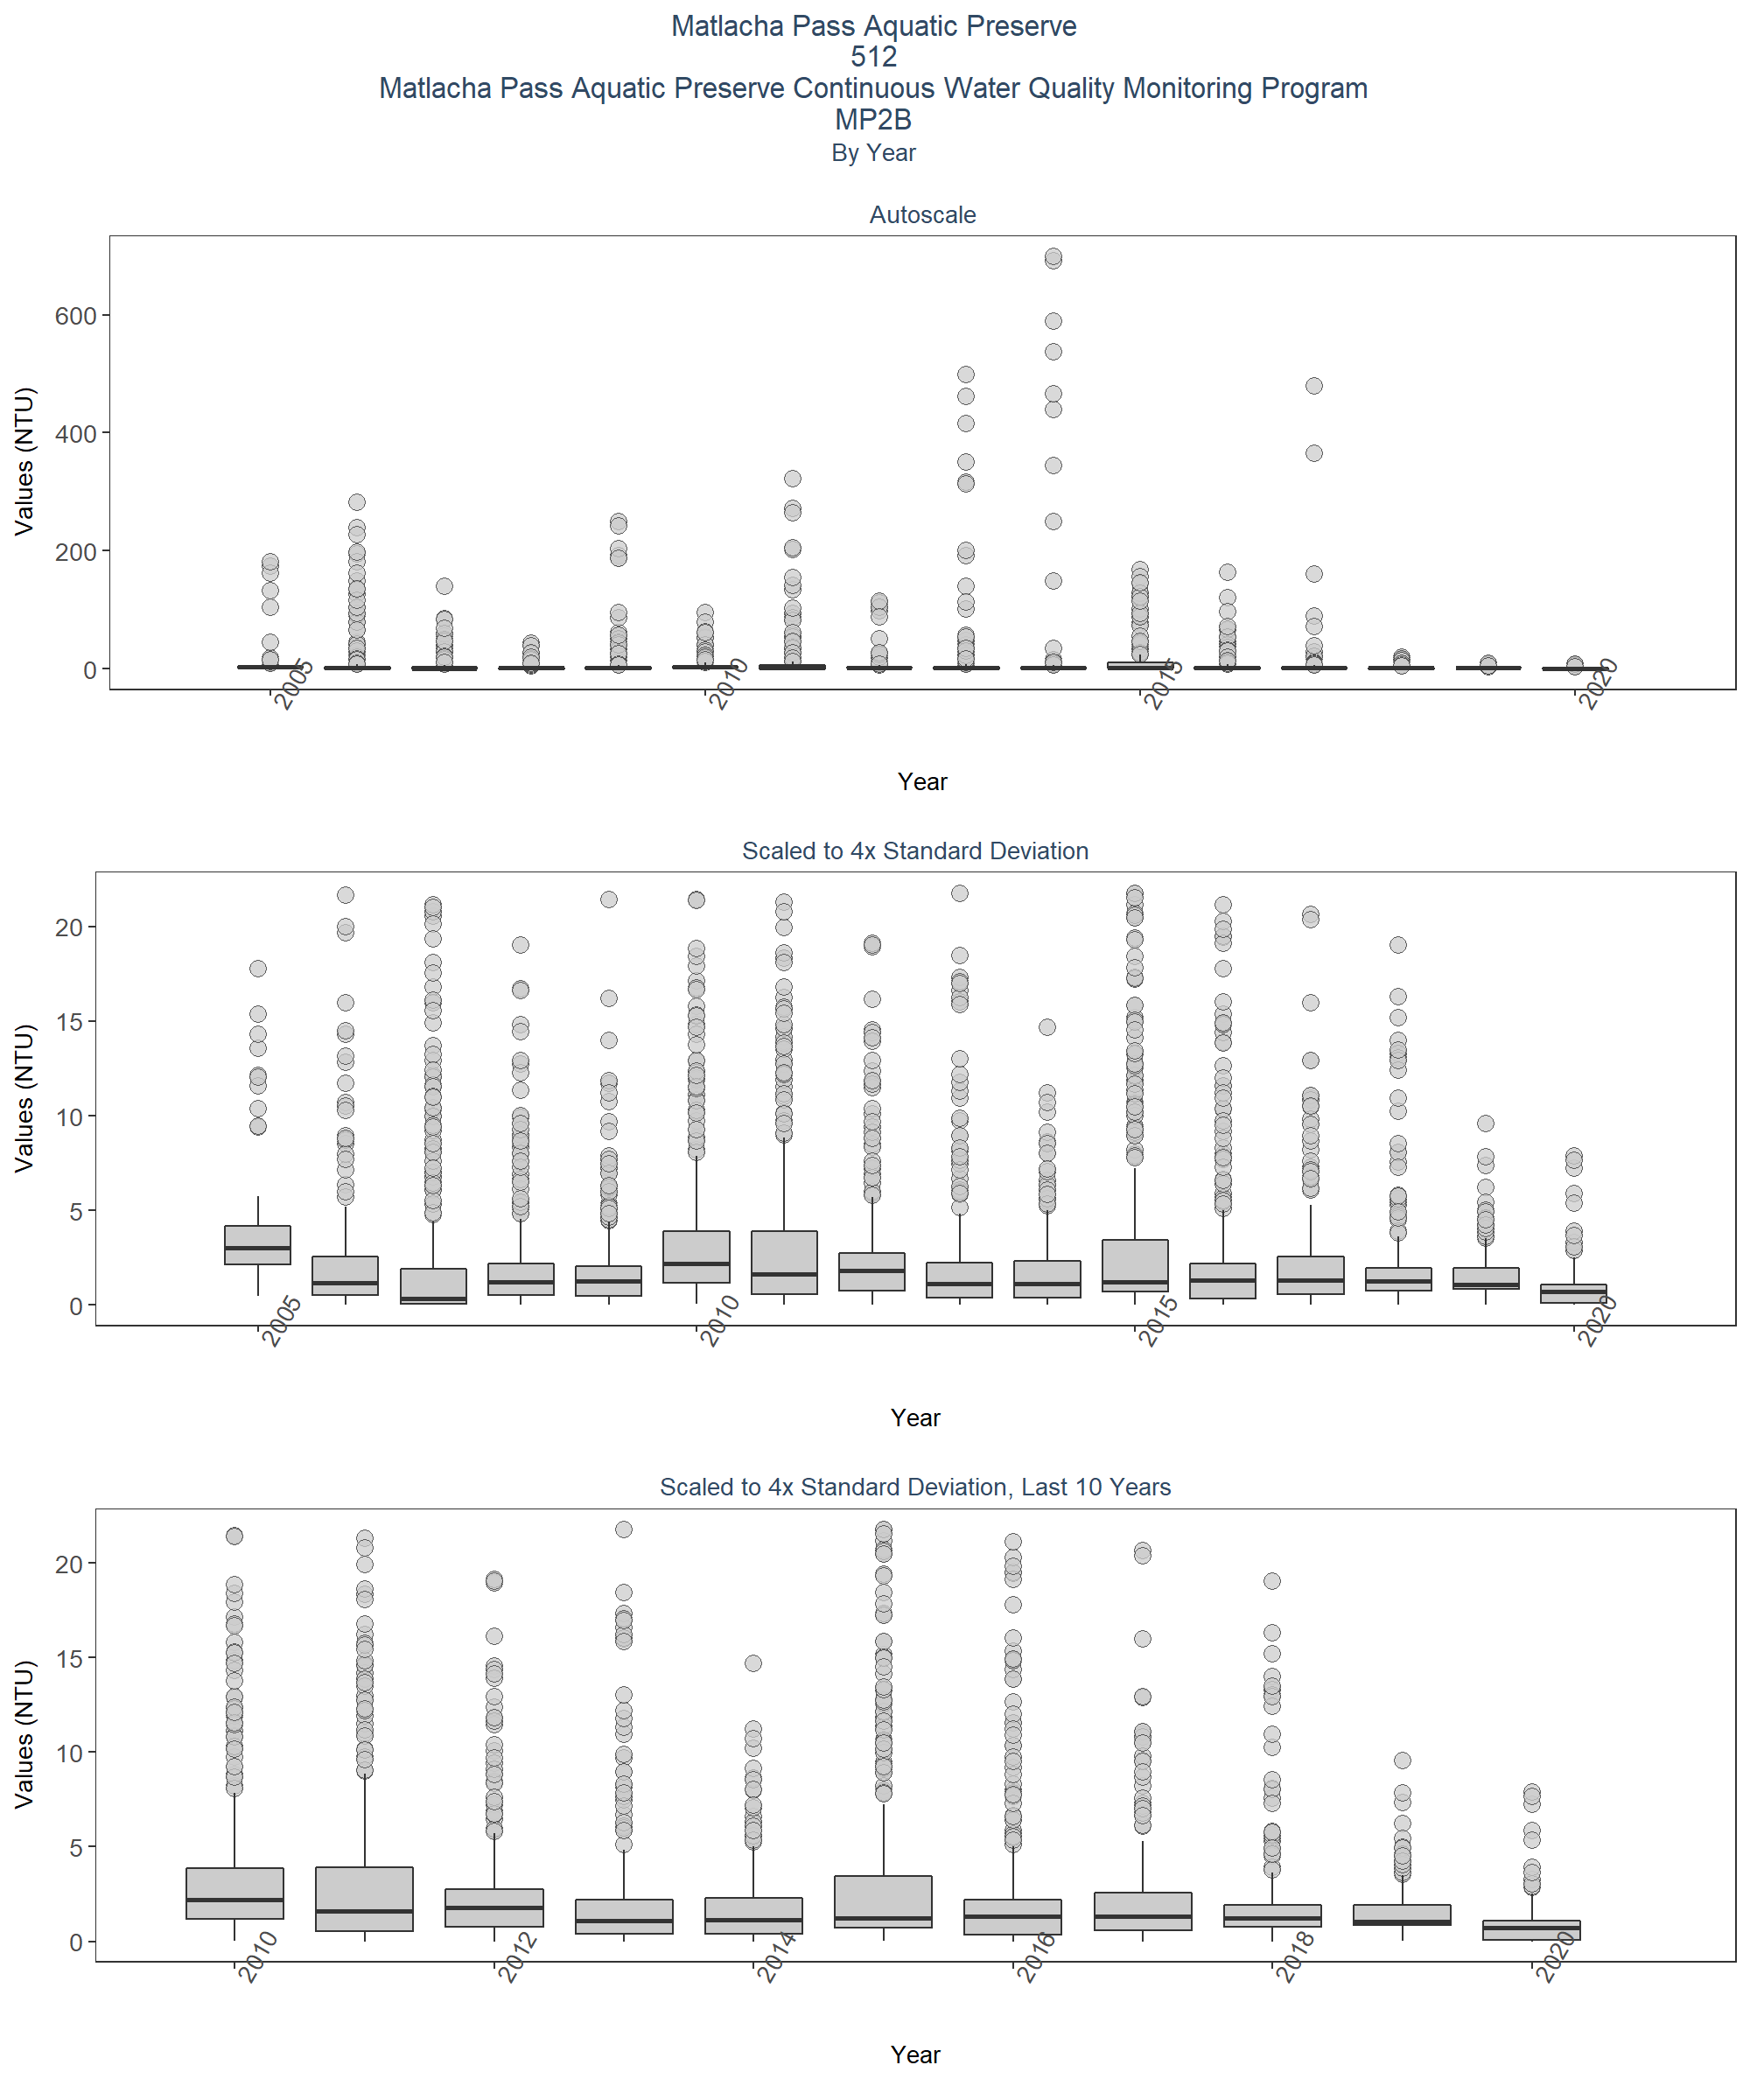 Matlacha Pass Aquatic Preserve
512
Matlacha Pass Aquatic Preserve Continuous Water Quality Monitoring Program
MP2B
By Year
Autoscale
Values (NTU)
600
400
200
0
2005
2010
2015
2020
Year
Scaled to 4x Standard Deviation
Values (NTU)
20
15
10
5
0
2005
2010
2015
2020
Year
Scaled to 4x Standard Deviation, Last 10 Years
Values (NTU)
20
15
10
5
0
2010
2012
2014
2016
2018
2020
Year